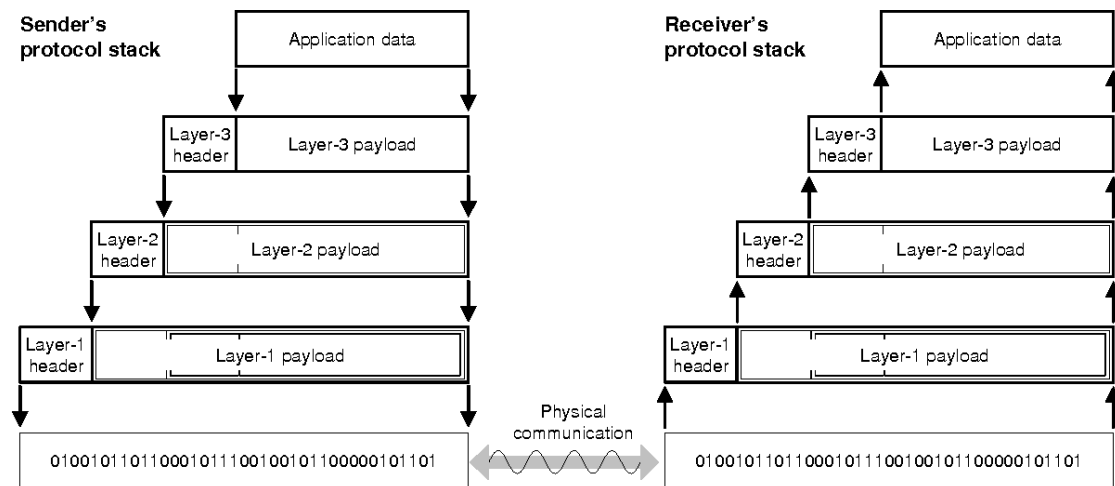 Sender's
protocol stack
Application data
Layer-3
header
Layer-3 payload
Layer-2
header
Layer-2 payload
Layer-1
header
Layer-1 payload
010010110110001011100100101100000101101
Physical
communication
Receiver's
protocol stack
Application data
Layer-3
header
Layer-3 payload
Layer-2
header
Layer-2 payload
Layer-1
header
Layer-1 payload
010010110110001011100100101100000101101